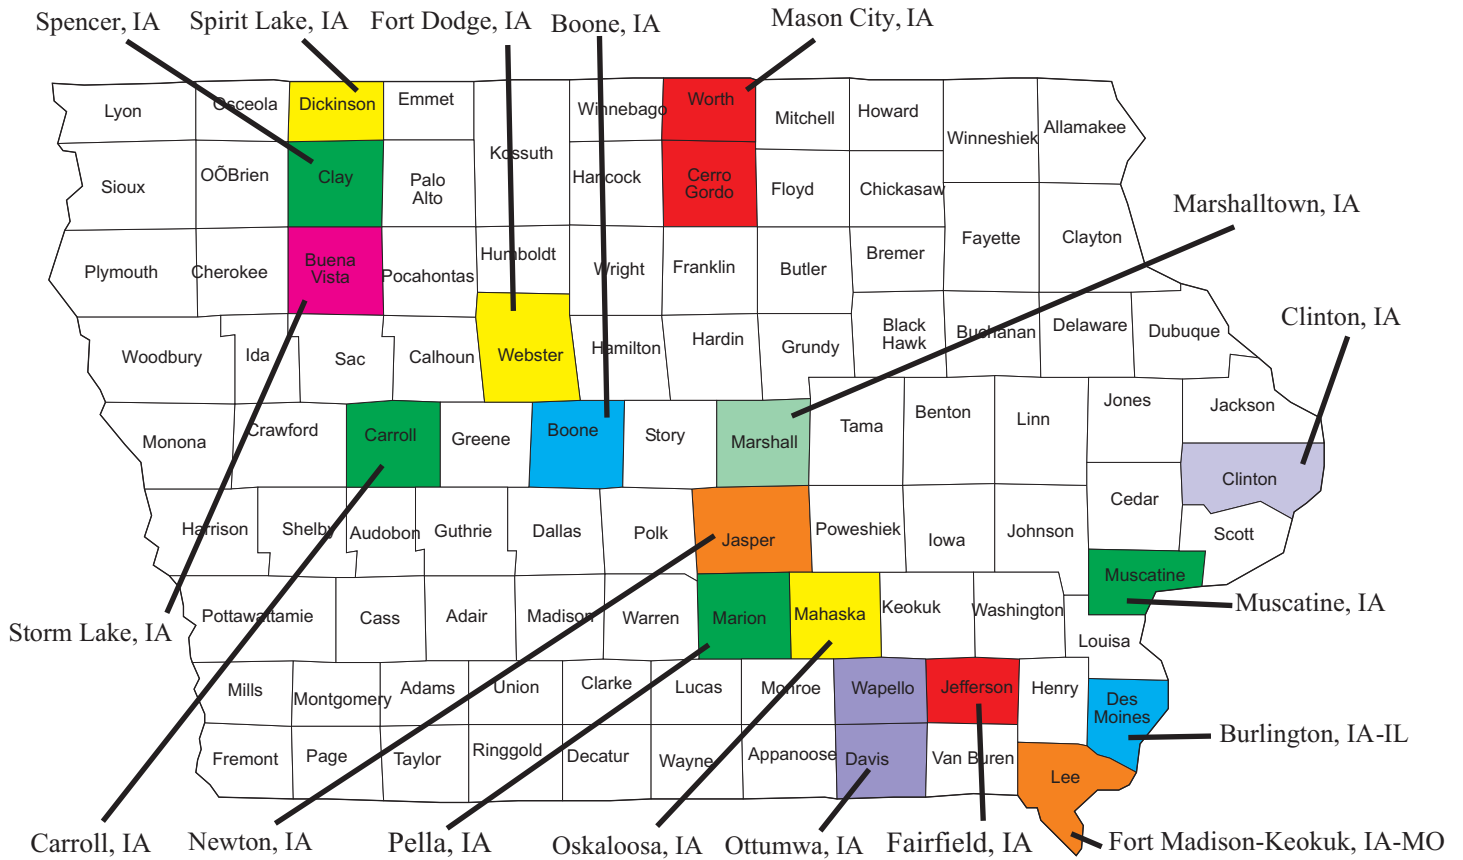 Spencer, IA
Spirit Lake, IA
Fort Dodge, IA
Boone, IA
Mason City, IA
Lyon
Osceola
Dickinson
Emmet
Winnebago
Worth
Mitchell
Howard
Winneshiek
Allamakee
Kossuth
Sioux
OÕBrien
Clay
Palo
Alto
Hancock
Cerro
Gordo
Floyd
Chickasaw
Marshalltown, IA
Plymouth
Cherokee
Buena
Vista
Pocahontas
Humboldt
Wright
Franklin
Butler
Bremer
Fayette
Clayton
Clinton, IA
Woodbury
Ida
Sac
Calhoun
Webster
Hamilton
Hardin
Grundy
Black
Hawk
Buchanan
Delaware
Dubuque
Monona
Crawford
Carroll
Greene
Boone
Story
Marshall
Tama
Benton
Linn
Jones
Jackson
Clinton
Harrison
Shelby
Audobon
Guthrie
Dallas
Polk
Jasper
Poweshiek
Iowa
Johnson
Cedar
Scott
Muscatine
Muscatine, IA
Storm Lake, IA
Pottawattamie
Cass
Adair
Madison
Warren
Marion
Mahaska
Keokuk
Washington
Louisa
Mills
Montgomery
Adams
Union
Clarke
Lucas
Monroe
Wapello
Jefferson
Henry
Des
Moines
Burlington, IA-IL
Fremont
Page
Taylor
Ringgold
Decatur
Wayne
Appanoose
Davis
Van Buren
Lee
Carroll, IA
Newton, IA
Pella, IA
Oskaloosa, IA
Ottumwa, IA
Fairfield, IA
Fort Madison-Keokuk, IA-MO